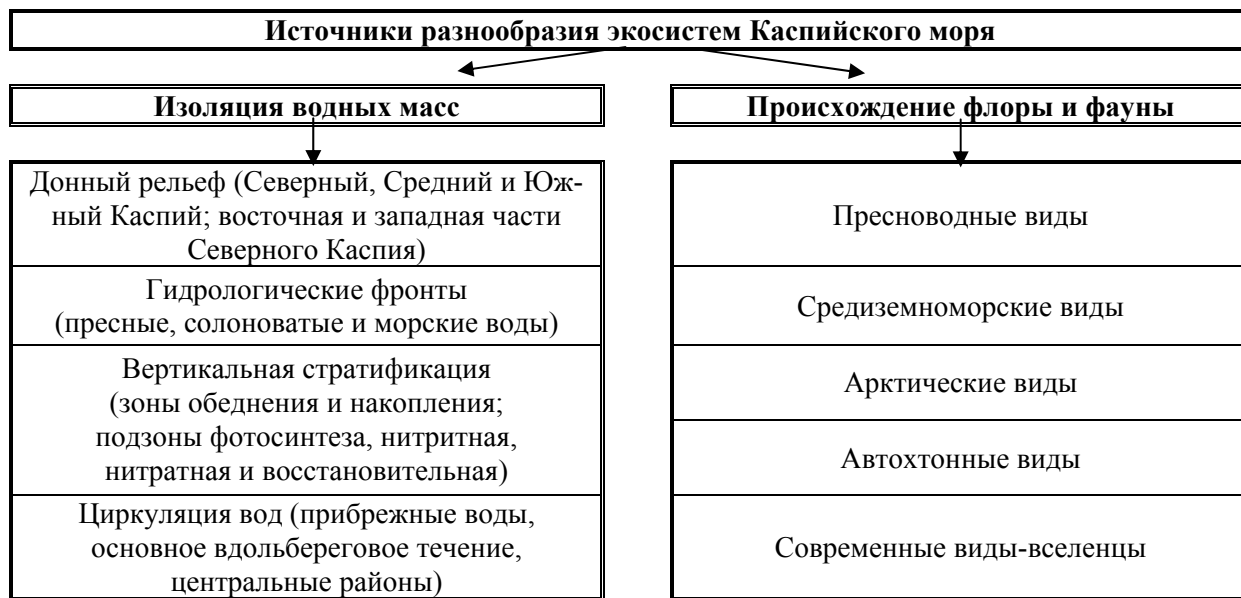 Источники разнообразия экосистем Каспийского моря
Изоляция водных масс
Происхождение флоры и фауны
Донный рельеф (Северный, Средний и Юж-
ный Каспий; восточная и западная части
Северного Каспия)
Гидрологические фронты
(пресные, солоноватые и морские воды)
Вертикальная стратификация
(зоны обеднения и накопления;
подзоны фотосинтеза, нитритная,
нитратная и восстановительная)
Циркуляция вод (прибрежные воды,
основное вдольбереговое течение,
центральные районы)
Пресноводные виды
Средиземноморские виды
Арктические виды
Автохтонные виды
Современные виды-вселенцы